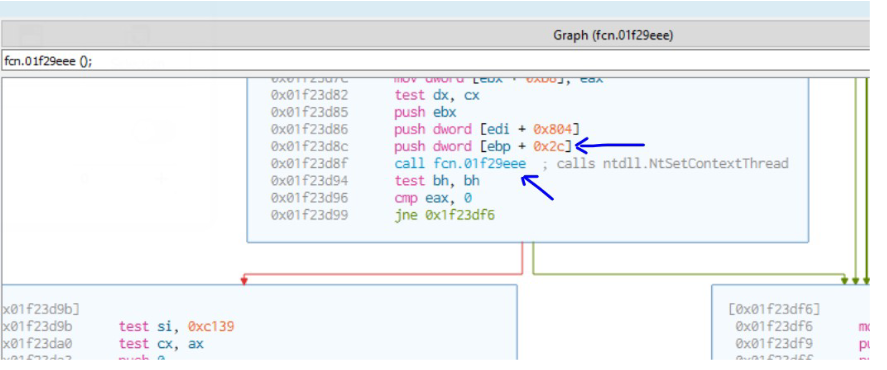 Graph (fcn.01f29eee)
fcn.01f29eee ();
0x01f23d7c mov dword [ebx + 0xb8], eax
0x01f23d82 test dx, cx
0x01f23d85 push ebx
0x01f23d86 push dword [edi + 0x804]
0x01f23d8c push dword [ebp + 0x2c]
0x01f23d8f call fcn.01f29eee ; calls ntdll.NtSetContextThread
0x01f23d94 test bh, bh
0x01f23d96 cmp eax, 0
0x01f23d99 jne 0x1f23df6
x01f23d9b]
x01f23d9b test si, 0xc139
x01f23da0 test cx, ax
x01f23da3 push 0
[0x01f23df6]
0x01f23df6 mo
0x01f23df9 pu